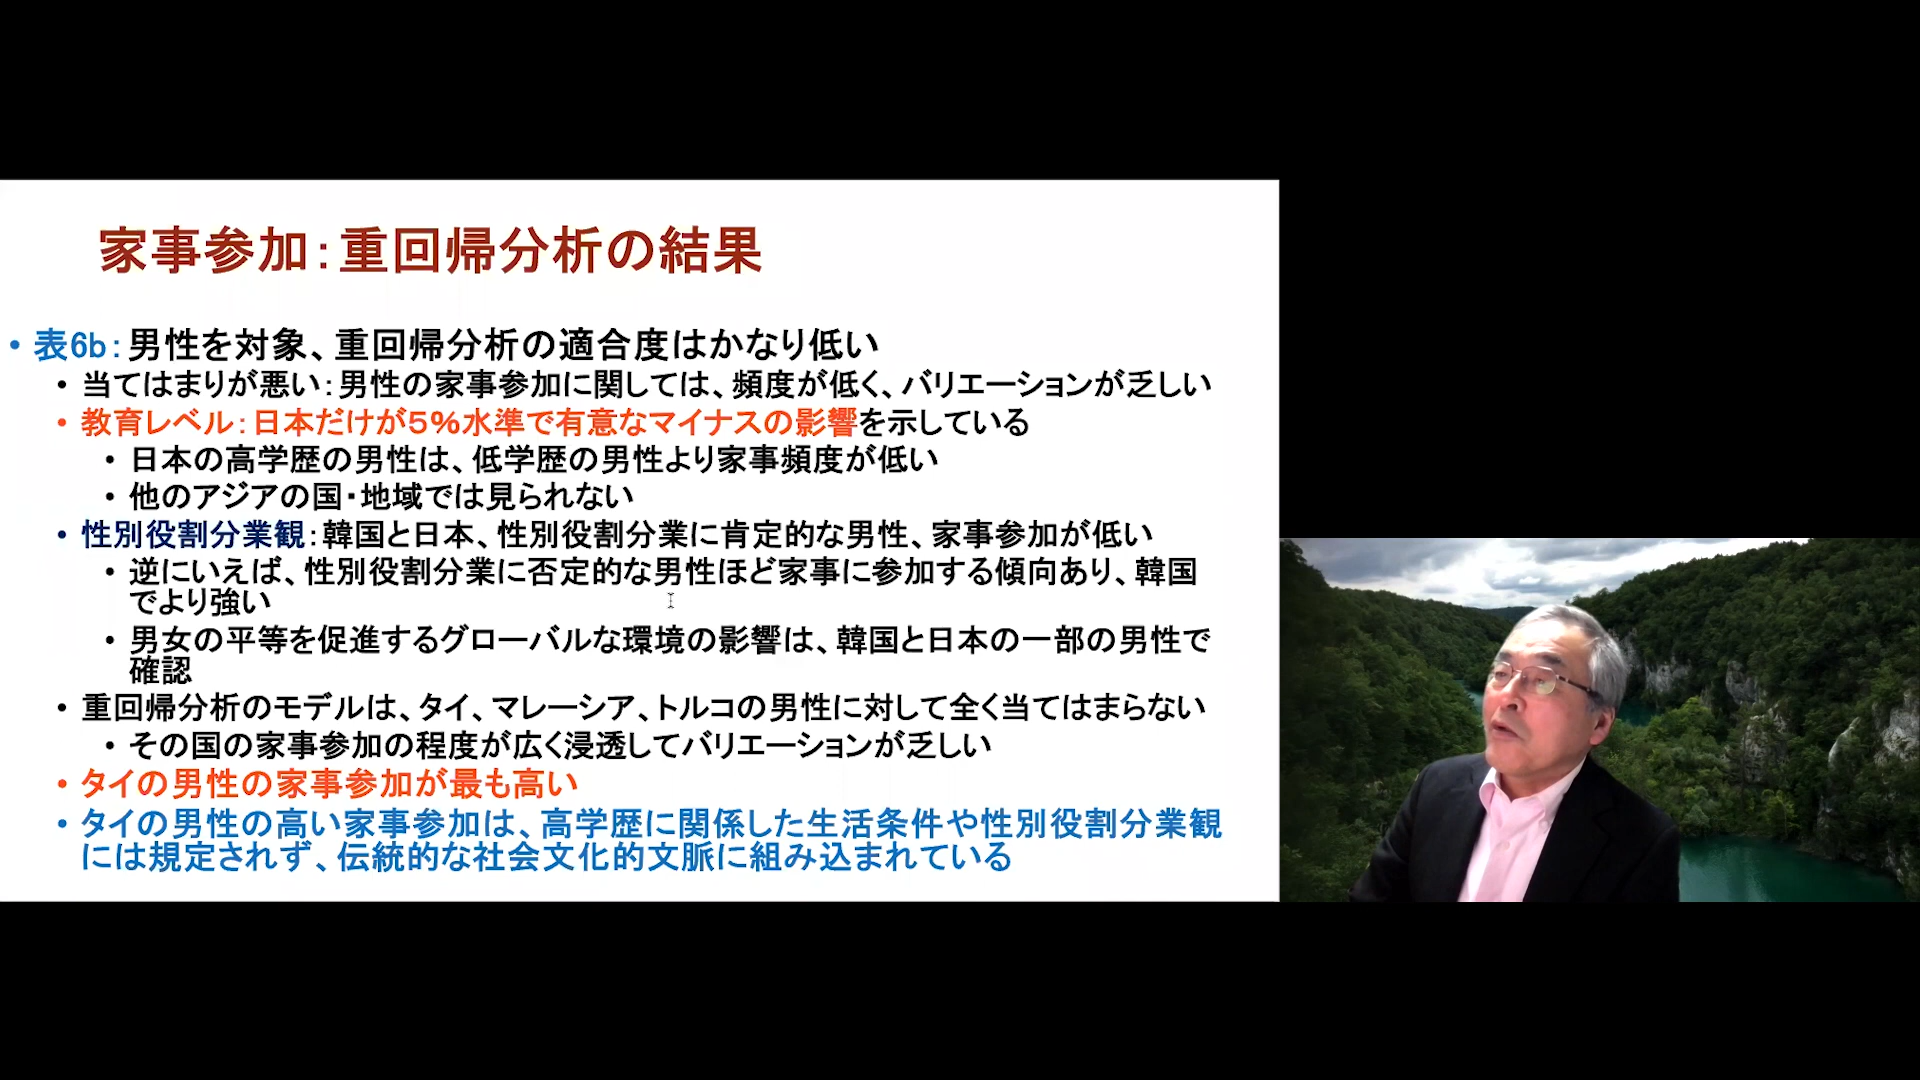 家事参加：重回帰分析の結果
• 表6b：男性を対象、重回帰分析の適合度はかなり低い
• 当てはまりが悪い：男性の家事参加に関しては、頻度が低く、バリエーションが乏しい
• 教育レベル：日本だけが５％水準で有意なマイナスの影響を示している
• 日本の高学歴の男性は、低学歴の男性より家事頻度が低い
• 他のアジアの国・地域では見られない
• 性別役割分業観：韓国と日本、性別役割分業に肯定的な男性、家事参加が低い
• 逆にいえば、性別役割分業に否定的な男性ほど家事に参加する傾向あり、韓国
でより強い
• 男女の平等を促進するグローバルな環境の影響は、韓国と日本の一部の男性で
確認
• 重回帰分析のモデルは、タイ、マレーシア、トルコの男性に対して全く当てはまらない
• その国の家事参加の程度が広く浸透してバリエーションが乏しい
• タイの男性の家事参加が最も高い
• タイの男性の高い家事参加は、高学歴に関係した生活条件や性別役割分業観
には規定されず、伝統的な社会文化的文脈に組み込まれている